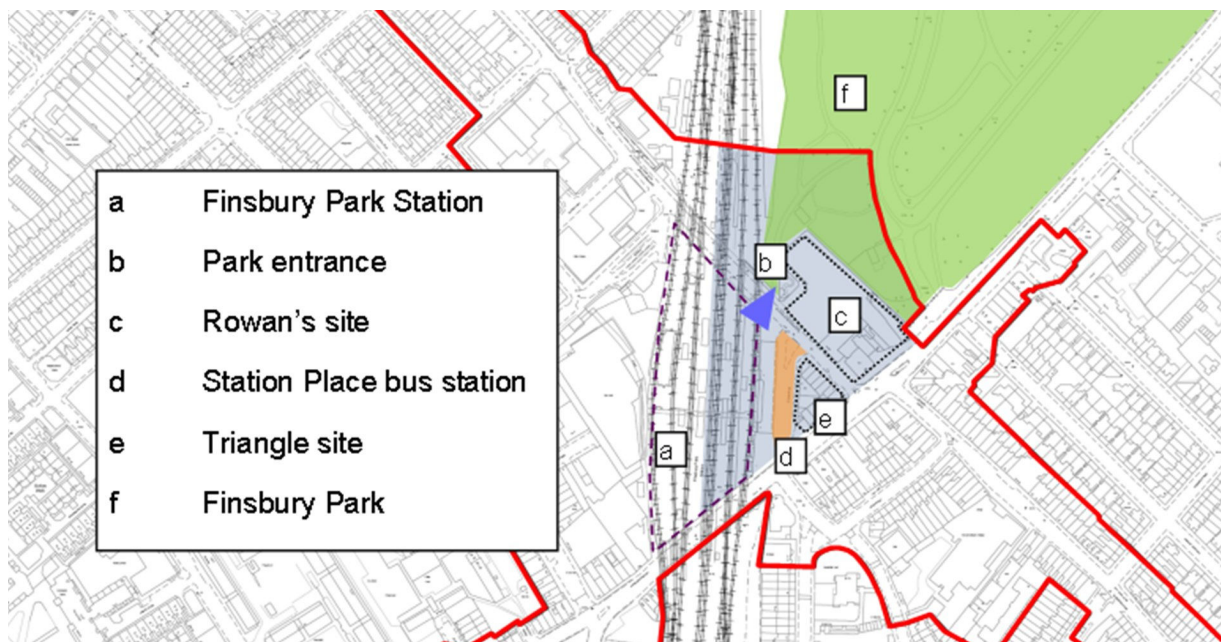 a Finsbury Park Station
b Park entrance
c Rowan's site
d Station Place bus station
e Triangle site
f Finsbury Park
f
b
c
e
a
d